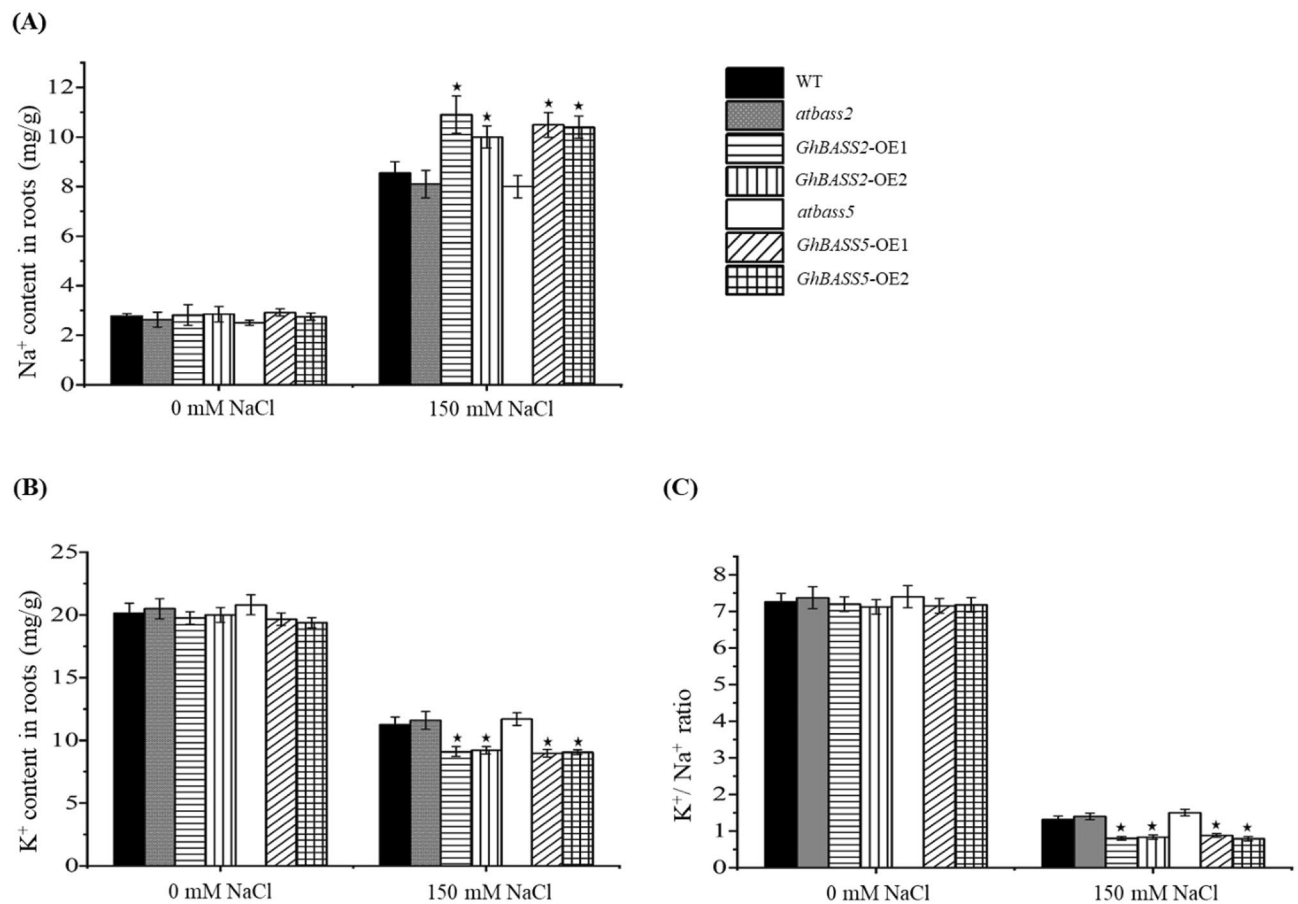 (A)
Na+ content in roots (mg/g)
12
10
8
6
4
2
0
★
★
★
★
0 mM NaCl
150 mM NaCl
WT
atbass2
GhBASS2-OE1
GhBASS2-OE2
atbass5
GhBASS5-OE1
GhBASS5-OE2
(B)
K+ content in roots (mg/g)
25
20
15
10
5
0
★
★
★
★
0 mM NaCl
150 mM NaCl
(C)
K+/ Na+ ratio
8
7
6
5
4
3
2
1
0
★
★
★
★
0 mM NaCl
150 mM NaCl